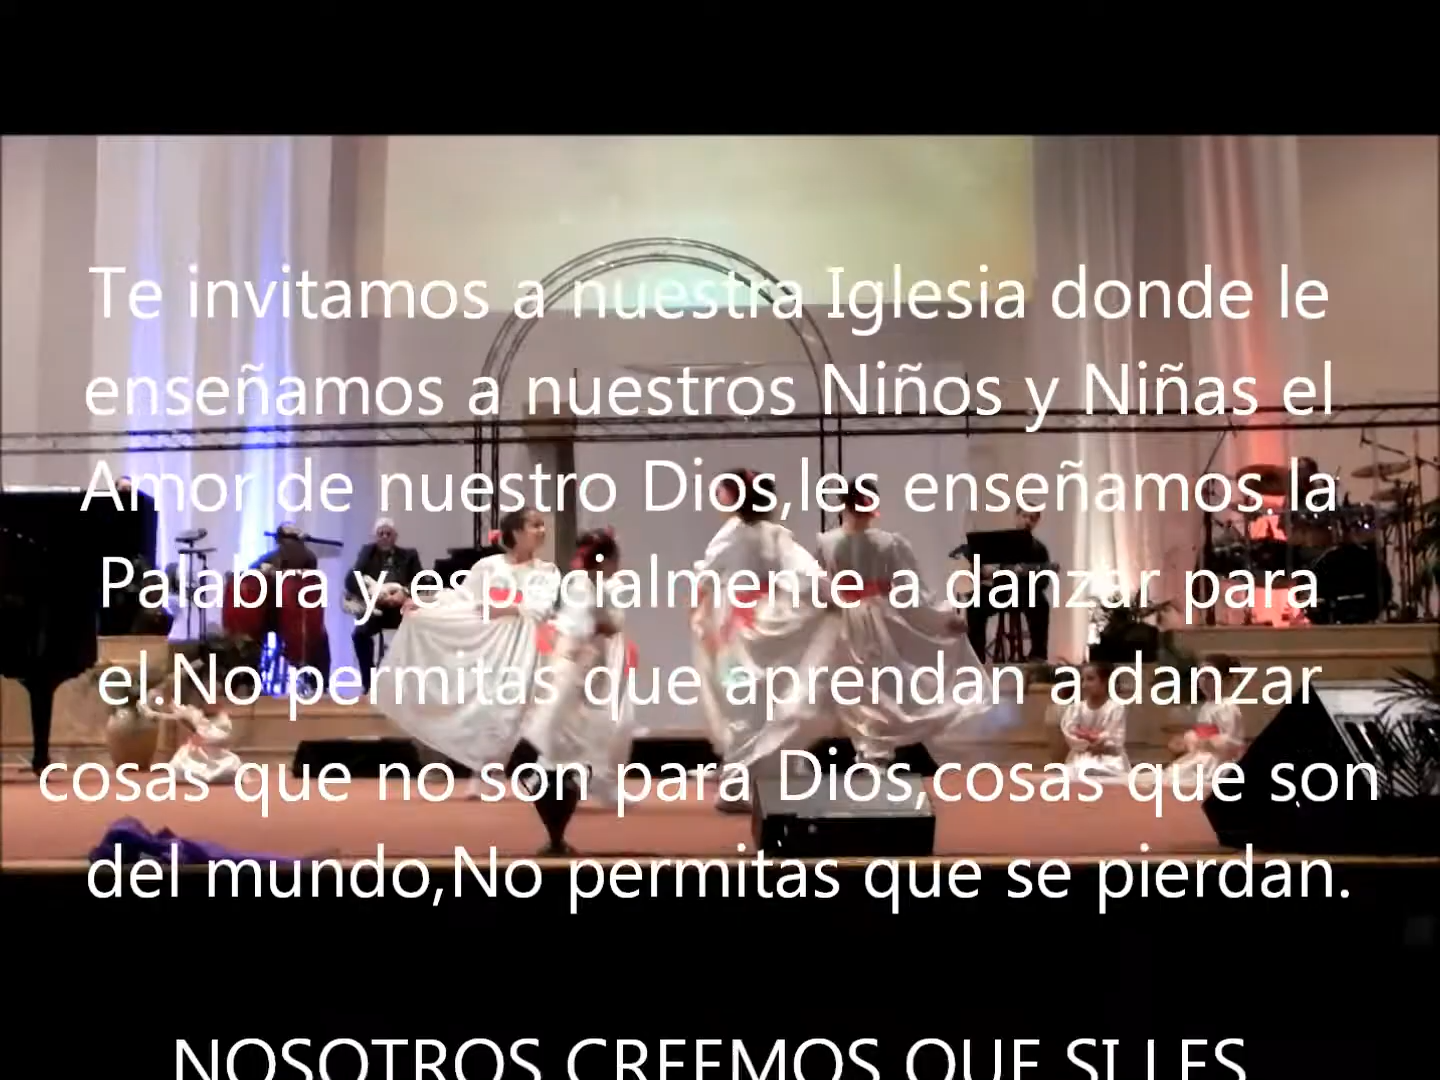 Te invitamos a nuestra Iglesia donde le
enseñamos a nuestros Niños y Niñas el
Amor de nuestro Dios,les enseñamos la
Palabra y especialmente a danzar para
el.No permitas que aprendan a danzar
cosas que no son para Dios,cosas que son
del mundo,No permitas que se pierdan.
NOSOTROS CREEMOS QUE SI LES